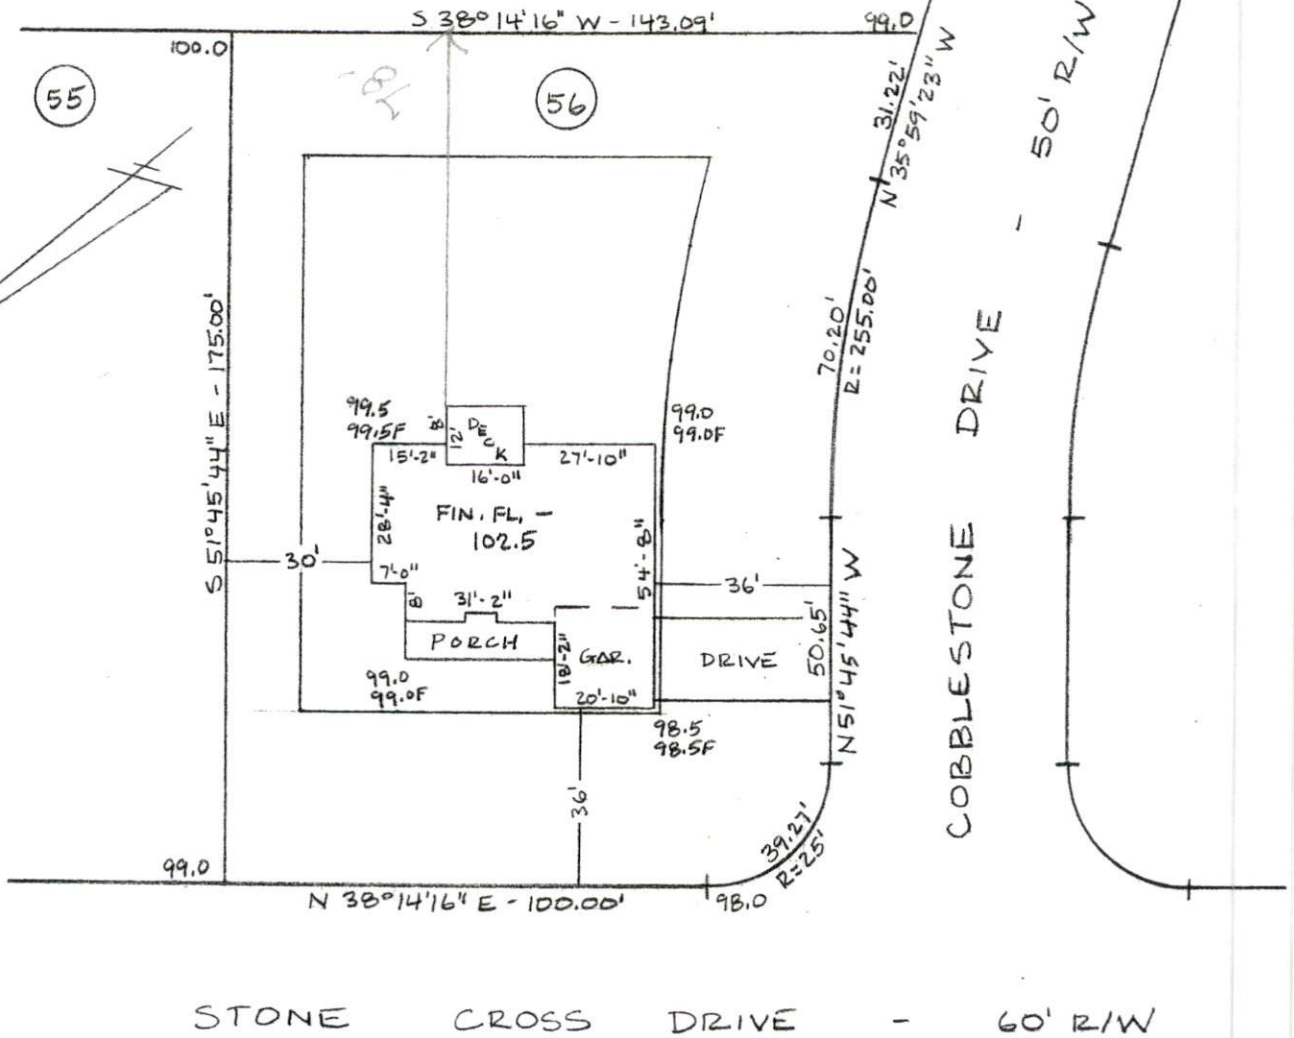 S 38° 14' 16" W - 143.09'
99.0
100.0
55
56
78'
31.22'
N 35° 59' 23" W
50' R/W
-
COBBLESTONE DRIVE
S 51° 45' 44" E - 175.00'
70.20'
R = 255.00'
99.5
99.5F
8'
12'
DECK
99.0
99.0F
15'-2"
16'-0"
27'-10"
28'-4"
FIN. FL. -
102.5
54'-8"
30'
7'-0"
8'
31'-2"
36'
PORCH
18'-2"
GAR.
DRIVE
50.65'
N 51° 45' 44" W
99.0
99.0F
20'-10"
98.5
98.5F
36'
39.27'
R = 25'
99.0
N 38° 14' 16" E - 100.00'
98.0
STONE CROSS DRIVE - 60' R/W